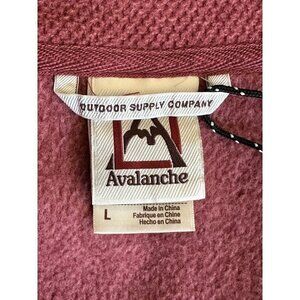 OUTDOOR SUPPLY COMPANY
Avalanche
L
Made in China
Fabriqué en Chine
Hecho en China